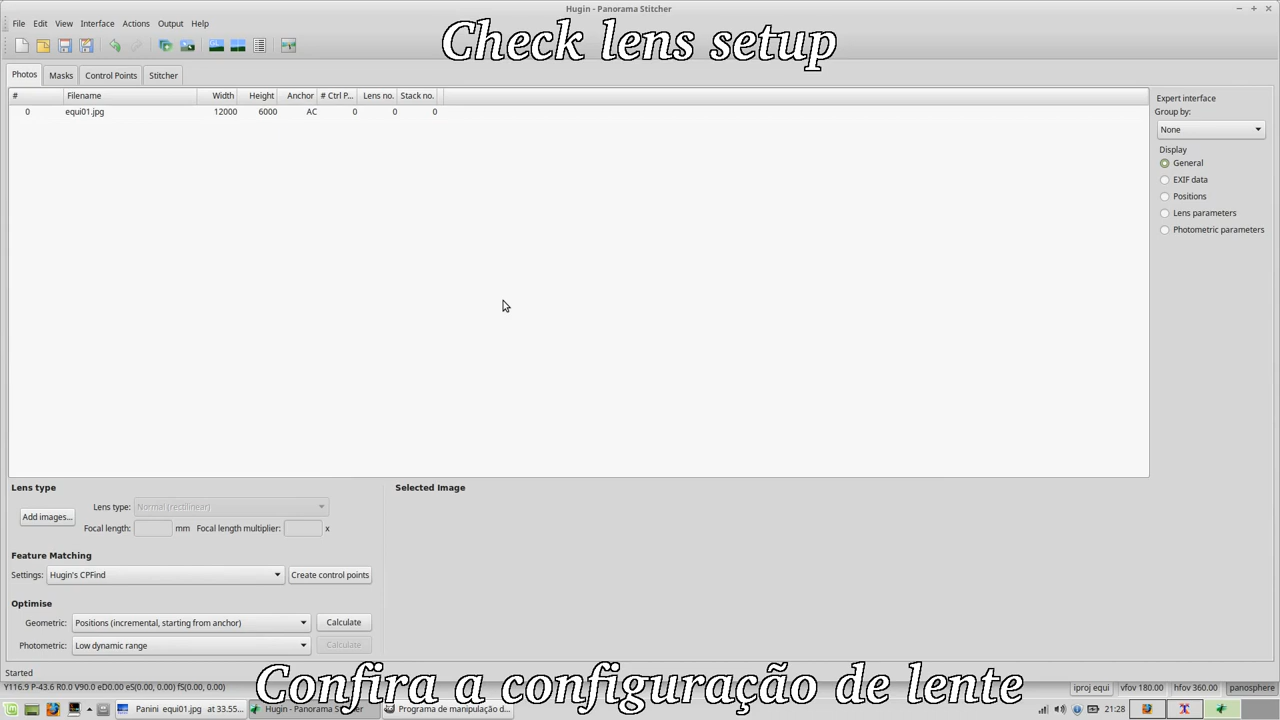 Hugin - Panorama Stitcher
File Edit View Interface Actions Output Help
Check lens setup
Photos Masks Control Points Stitcher
# Filename Width Height Anchor # Ctrl P... Lens no. Stack no.
0 equi01.jpg 12000 6000 AC 0 0 0
Expert interface
Group by:
None
Display
General
EXIF data
Positions
Lens parameters
Photometric parameters
Lens type
Add images...
Lens type: Normal (rectilinear)
Focal length: mm Focal length multiplier: x
Selected Image
Feature Matching
Settings: Hugin's CPFind Create control points
Optimise
Geometric: Positions (incremental, starting from anchor) Calculate
Photometric: Low dynamic range Calculate
Started
Confira a configuração de lente
Y116.9 P-43.6 R0.0 V90.0 eD0.00 eS(0.00, 0.00) fS(0.00, 0.00) iproj equi vfov 180.00 hfov 360.00 panosphere
Panini equi01.jpg at 33.55... Hugin - Panorama Stitcher Programa de manipulação d... 21:28